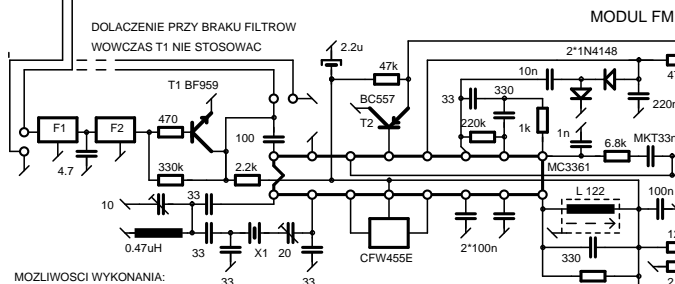 MODUL FM
DOLACZENIE PRZY BRAKU FILTROW
WOWCZAS T1 NIE STOSOWAC
2.2u
2*1N4148
47k
10n
T1 BF959
BC557
33
330
220n
F1
F2
470
T2
220k
1k
1n
100
6.8k
MKT33n
4.7
330k
2.2k
MC3361
10
33
L 122
100n
0.47uH
33
X1
20
CFW455E
2*100n
330
MOZLIWOSCI WYKONANIA:
33
33